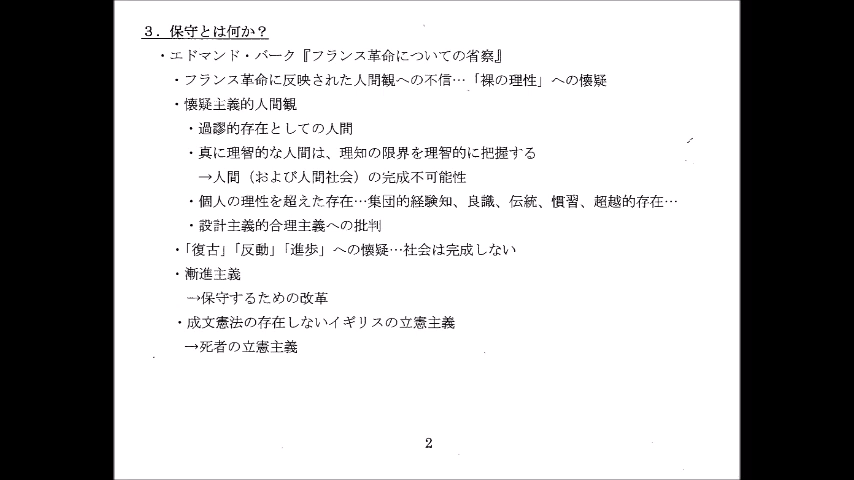 ３．保守とは何か？
・エドマンド・バーク『フランス革命についての省察』
・フランス革命に反映された人間観への不信…「裸の理性」への懐疑
・懐疑主義的人間観
・過謬的存在としての人間
・真に理智的な人間は、理知の限界を理智的に把握する
→人間（および人間社会）の完成不可能性
・個人の理性を超えた存在…集団的経験知、良識、伝統、慣習、超越的存在…
・設計主義的合理主義への批判
・「復古」「反動」「進歩」への懐疑…社会は完成しない
・漸進主義
→保守するための改革
・成文憲法の存在しないイギリスの立憲主義
→死者の立憲主義
2